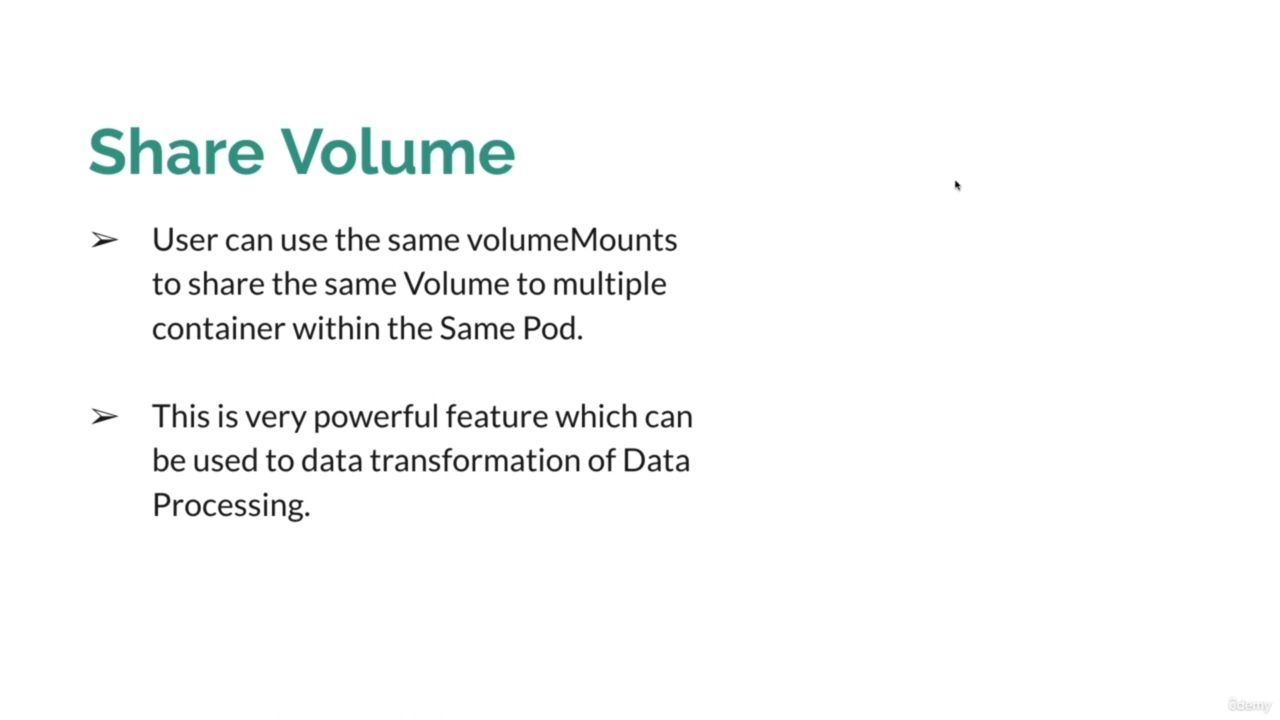 Share Volume
➢ User can use the same volumeMounts
to share the same Volume to multiple
container within the Same Pod.
➢ This is very powerful feature which can
be used to data transformation of Data
Processing.
ûdemy